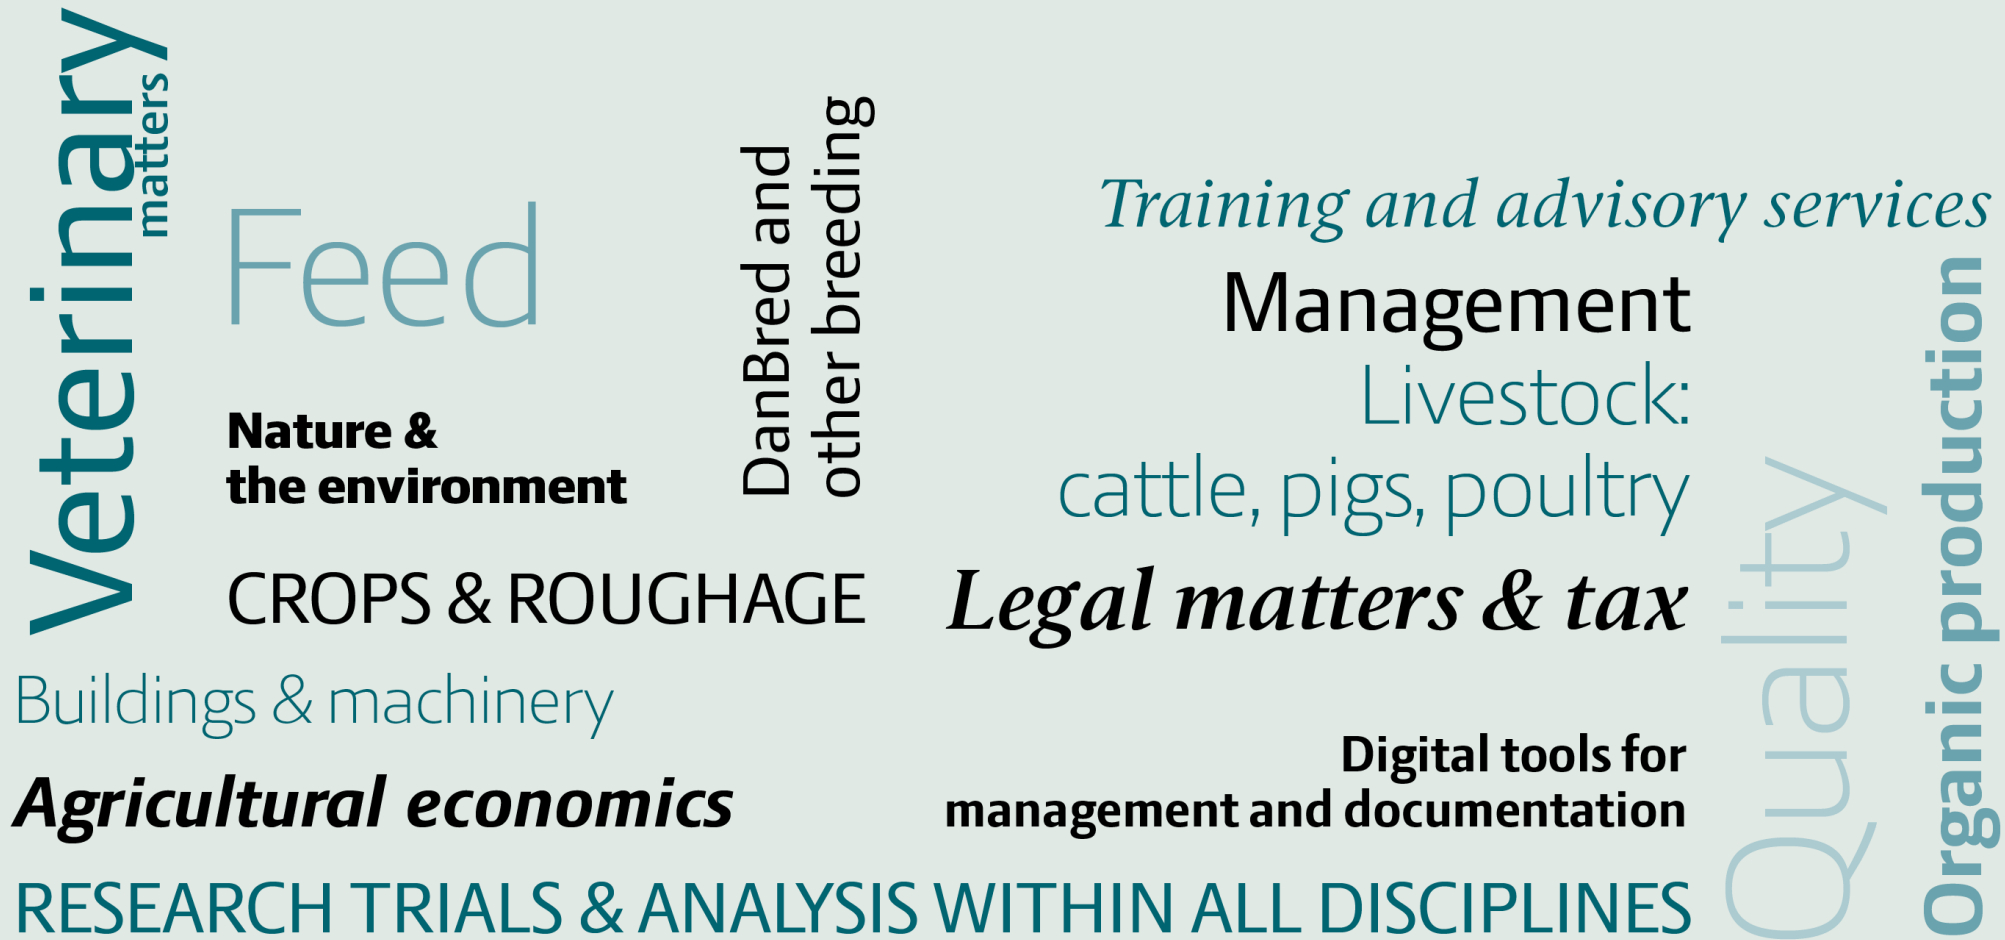 Veterinary
matters
Feed
DanBred and
other breeding
Nature &
the environment
CROPS & ROUGHAGE
Buildings & machinery
Agricultural economics
Training and advisory services
Management
Livestock:
cattle, pigs, poultry
Legal matters & tax
Digital tools for
management and documentation
Quality
Organic production
RESEARCH TRIALS & ANALYSIS WITHIN ALL DISCIPLINES